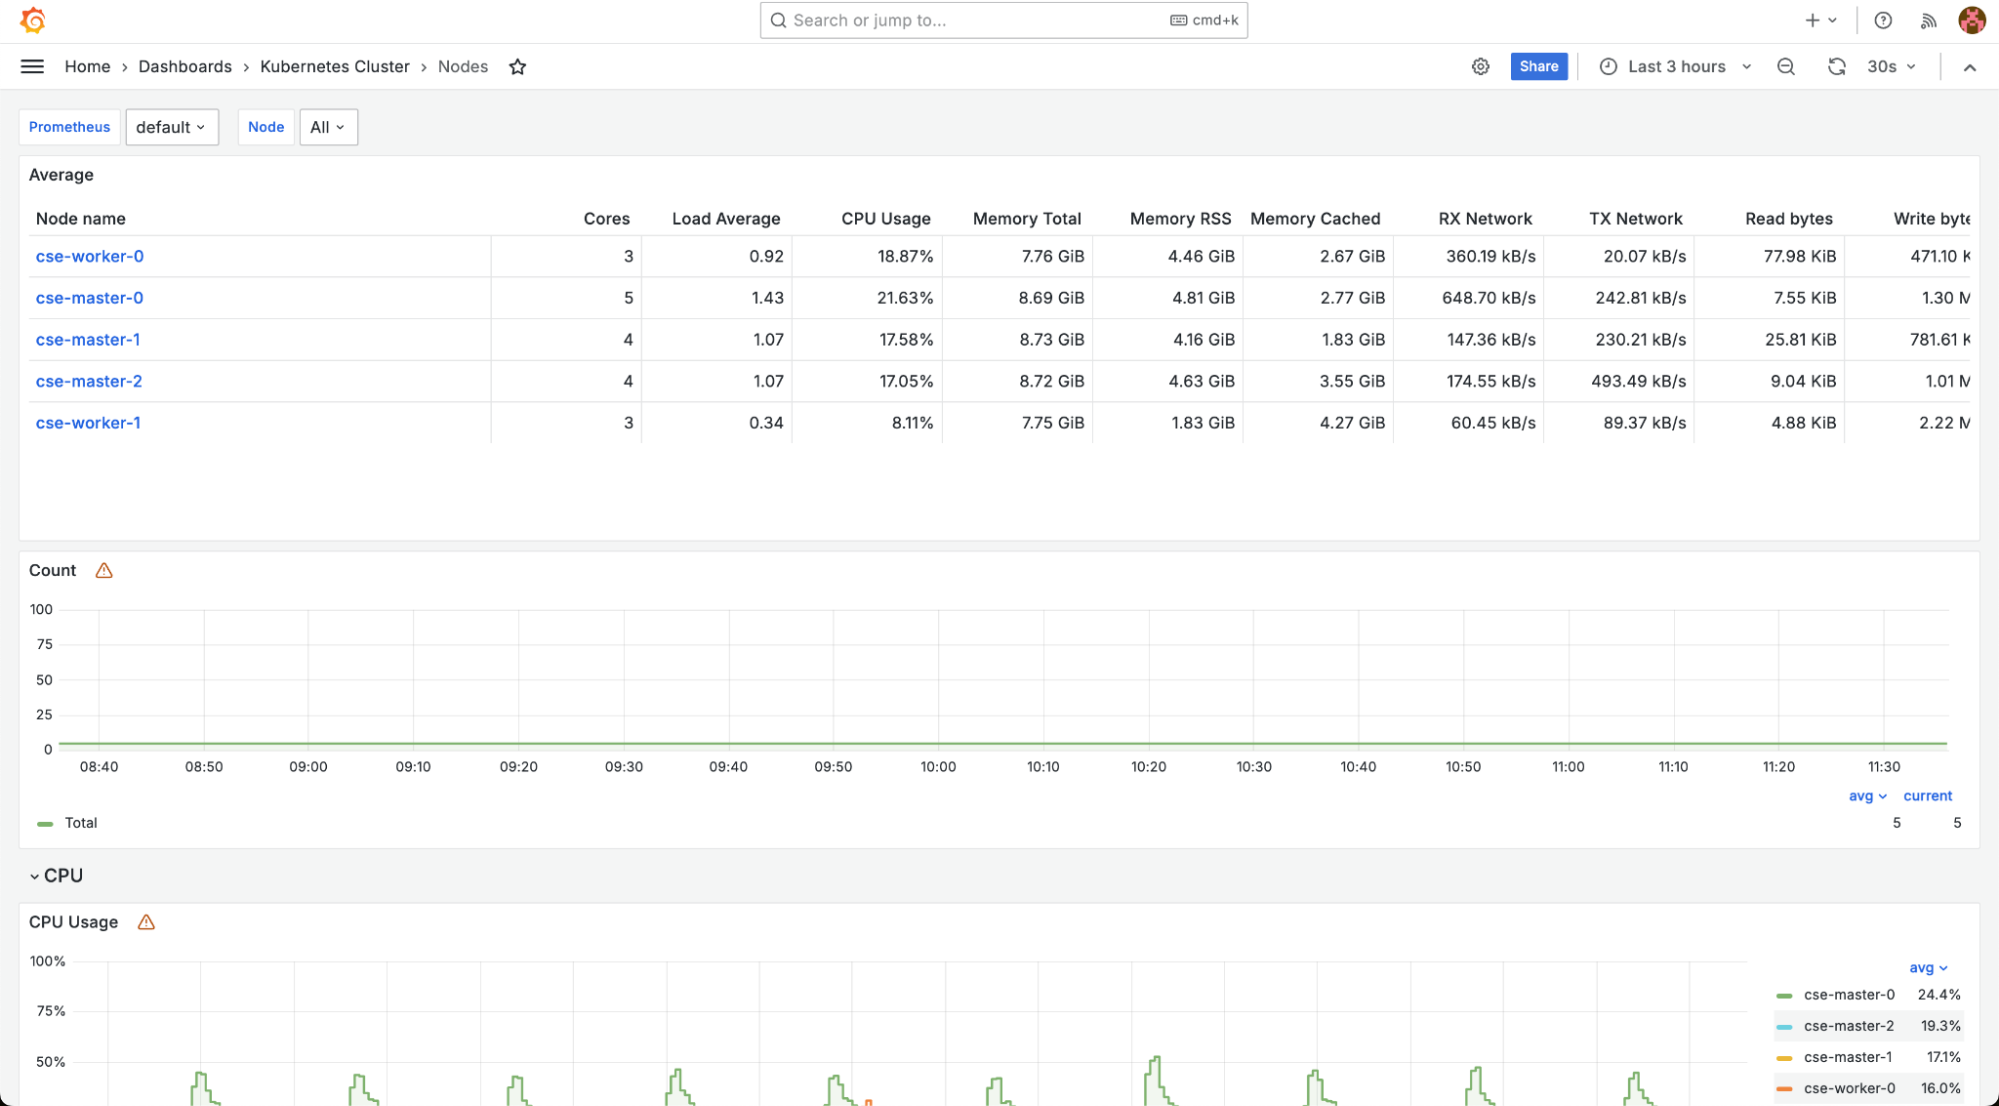 Search or jump to... cmd+k
Home › Dashboards › Kubernetes Cluster › Nodes Share Last 3 hours 30s
Prometheus default Node All
Average
Node name Cores Load Average CPU Usage Memory Total Memory RSS Memory Cached RX Network TX Network Read bytes Write byte
cse-worker-0 3 0.92 18.87% 7.76 GiB 4.46 GiB 2.67 GiB 360.19 kB/s 20.07 kB/s 77.98 KiB 471.10 K
cse-master-0 5 1.43 21.63% 8.69 GiB 4.81 GiB 2.77 GiB 648.70 kB/s 242.81 kB/s 7.55 KiB 1.30 M
cse-master-1 4 1.07 17.58% 8.73 GiB 4.16 GiB 1.83 GiB 147.36 kB/s 230.21 kB/s 25.81 KiB 781.61 K
cse-master-2 4 1.07 17.05% 8.72 GiB 4.63 GiB 3.55 GiB 174.55 kB/s 493.49 kB/s 9.04 KiB 1.01 M
cse-worker-1 3 0.34 8.11% 7.75 GiB 1.83 GiB 4.27 GiB 60.45 kB/s 89.37 kB/s 4.88 KiB 2.22 M
Count
100
75
50
25
0
08:40 08:50 09:00 09:10 09:20 09:30 09:40 09:50 10:00 10:10 10:20 10:30 10:40 10:50 11:00 11:10 11:20 11:30
avg current
Total 5 5
CPU
CPU Usage
100%
75%
50%
avg
cse-master-0 24.4%
cse-master-2 19.3%
cse-master-1 17.1%
cse-worker-0 16.0%